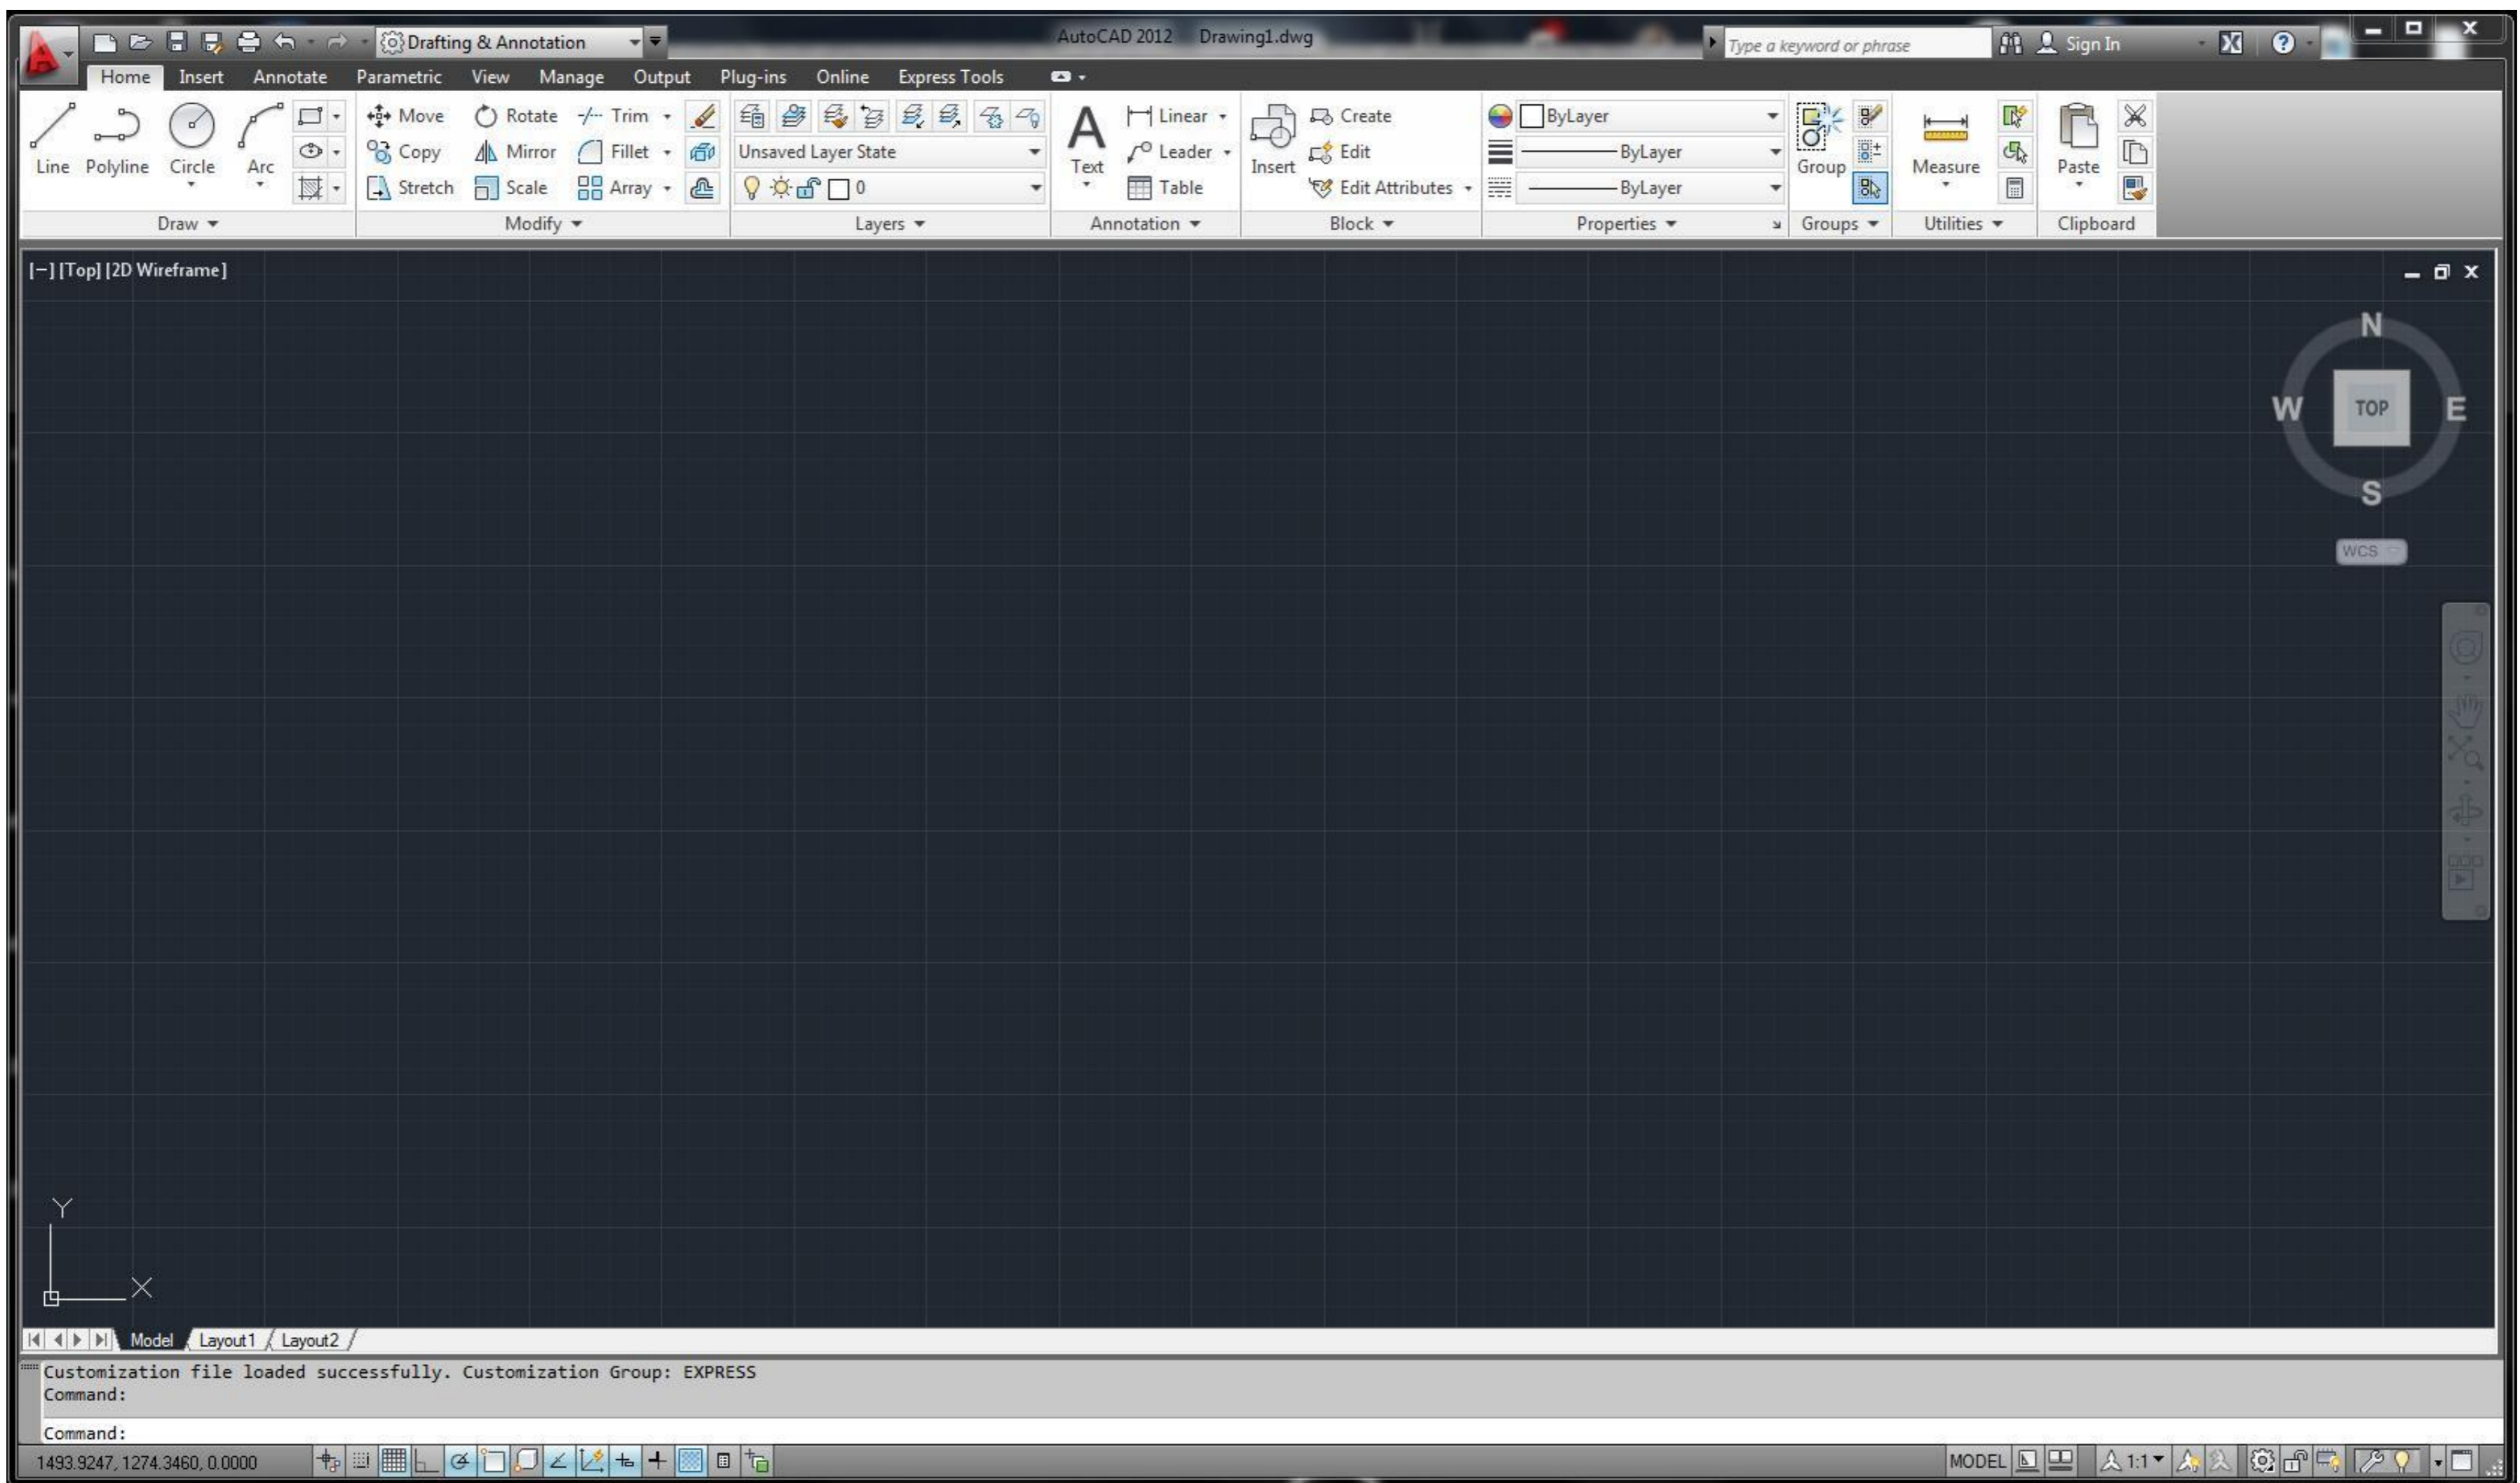 Drafting & Annotation AutoCAD 2012 Drawing1.dwg Type a keyword or phrase Sign In
Home Insert Annotate Parametric View Manage Output Plug-ins Online Express Tools
Line Polyline Circle Arc
Move Rotate Trim
Copy Mirror Fillet
Stretch Scale Array
Unsaved Layer State
0
A
Text
Linear
Leader
Table
Insert
Create
Edit
Edit Attributes
ByLayer
ByLayer
ByLayer
Group
Measure
Paste
Draw Modify Layers Annotation Block Properties Groups Utilities Clipboard
[−] [Top] [2D Wireframe]
N
W TOP E
S
WCS
Y
X
Model Layout1 Layout2
Customization file loaded successfully. Customization Group: EXPRESS
Command:
Command:
1493.9247, 1274.3460, 0.0000 MODEL 1:1